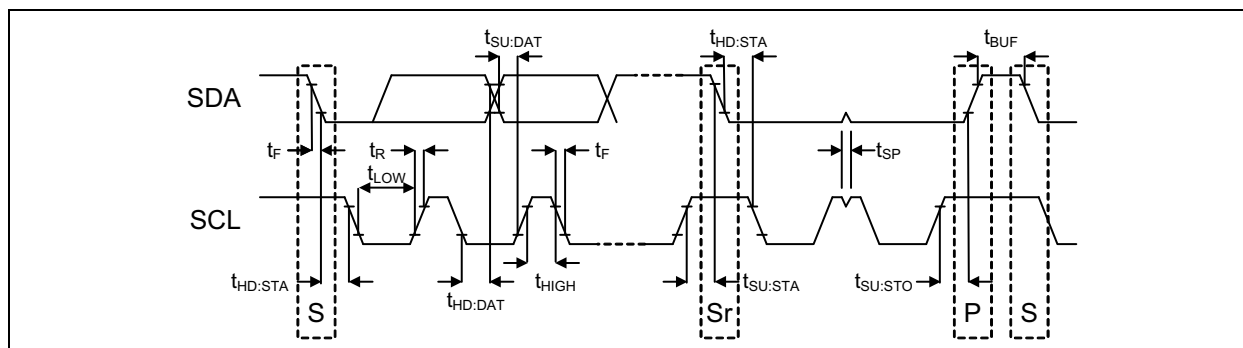 tSU:DAT
tHD:STA
tBUF
SDA
tF
tR
tLOW
tF
tSP
SCL
tHD:STA
tHD:DAT
tHIGH
tSU:STA
tSU:STO
S
Sr
P
S